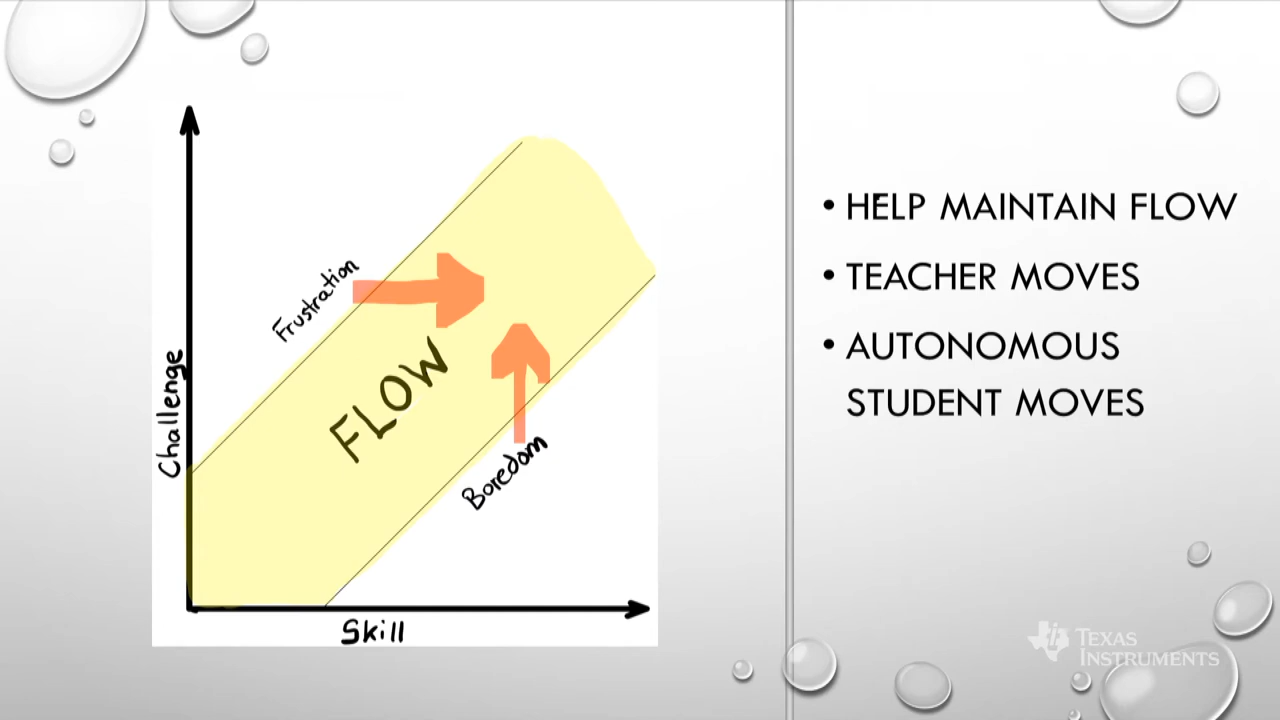 Frustration
FLOW
Boredom
Challenge
Skill
• HELP MAINTAIN FLOW
• TEACHER MOVES
• AUTONOMOUS
STUDENT MOVES
TEXAS
INSTRUMENTS